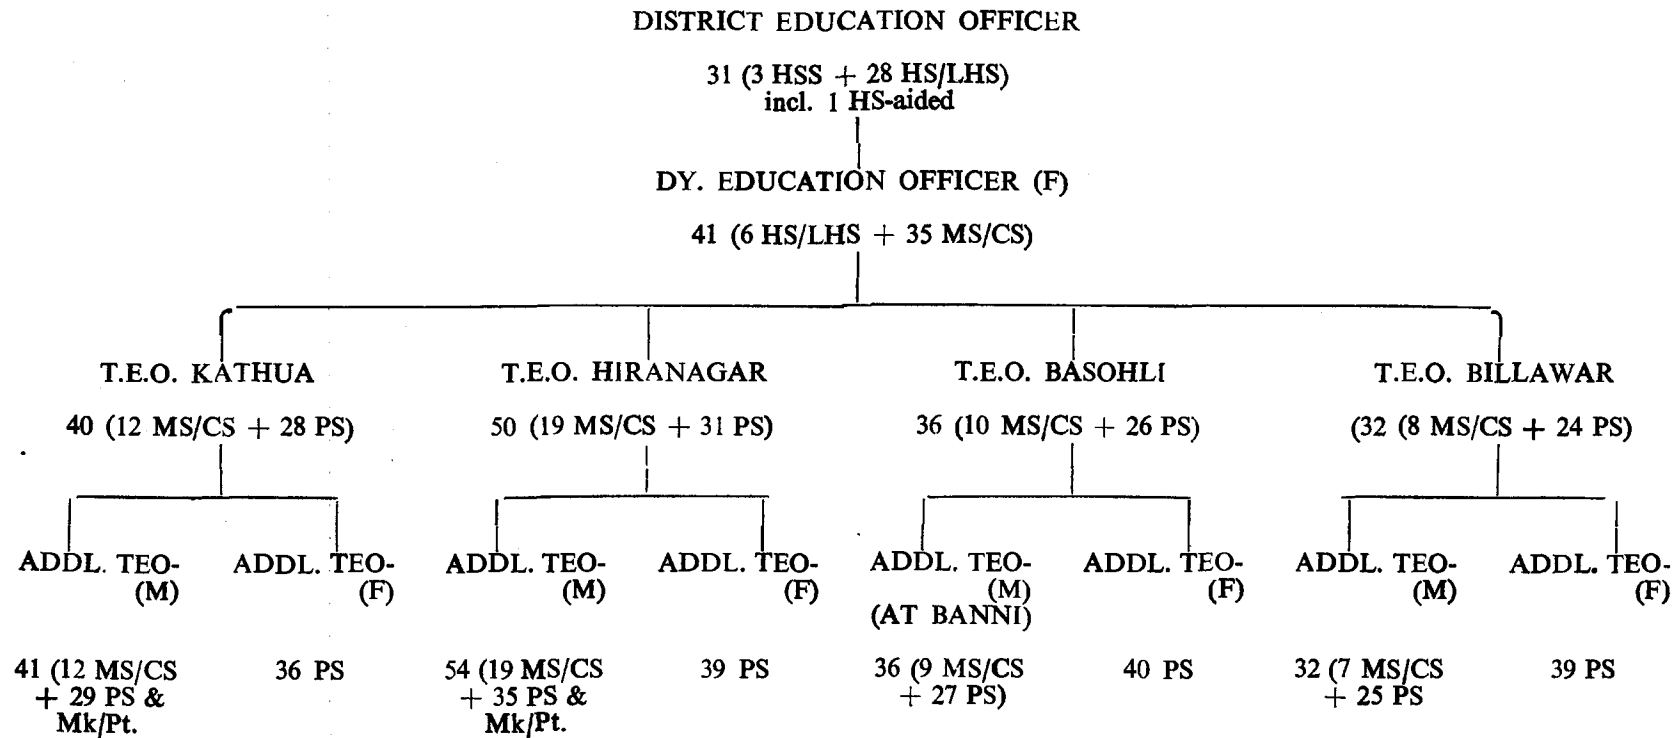 DISTRICT EDUCATION OFFICER
31 (3 HSS + 28 HS/LHS)
incl. 1 HS-aided
DY. EDUCATION OFFICER (F)
41 (6 HS/LHS + 35 MS/CS)
T.E.O. KATHUA
40 (12 MS/CS + 28 PS)
T.E.O. HIRANAGAR
50 (19 MS/CS + 31 PS)
T.E.O. BASOHLI
36 (10 MS/CS + 26 PS)
T.E.O. BILLAWAR
(32 (8 MS/CS + 24 PS)
ADDL. TEO-
(M)
41 (12 MS/CS
+ 29 PS &
Mk/Pt.
ADDL. TEO-
(F)
36 PS
ADDL. TEO-
(M)
54 (19 MS/CS
+ 35 PS &
Mk/Pt.
ADDL. TEO-
(F)
39 PS
ADDL. TEO-
(M)
(AT BANNI)
36 (9 MS/CS
+ 27 PS)
ADDL. TEO-
(F)
40 PS
ADDL. TEO-
(M)
32 (7 MS/CS
+ 25 PS
ADDL. TEO-
(F)
39 PS